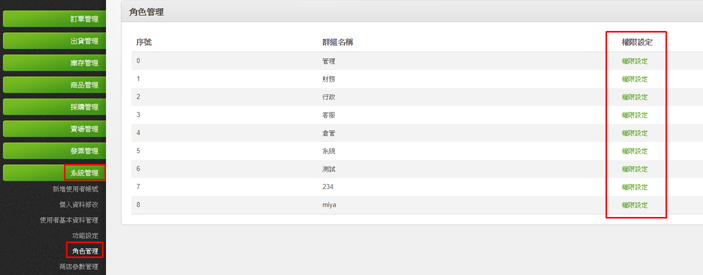 訂單管理
出貨管理
庫存管理
商品管理
採購管理
賣場管理
發票管理
系統管理
新增使用者帳號
個人資料修改
使用者基本資料管理
功能設定
角色管理
商店參數管理
角色管理
序號 群組名稱 權限設定
0 管理 權限設定
1 財務 權限設定
2 行政 權限設定
3 客服 權限設定
4 倉管 權限設定
5 系統 權限設定
6 測試 權限設定
7 234 權限設定
8 miya 權限設定